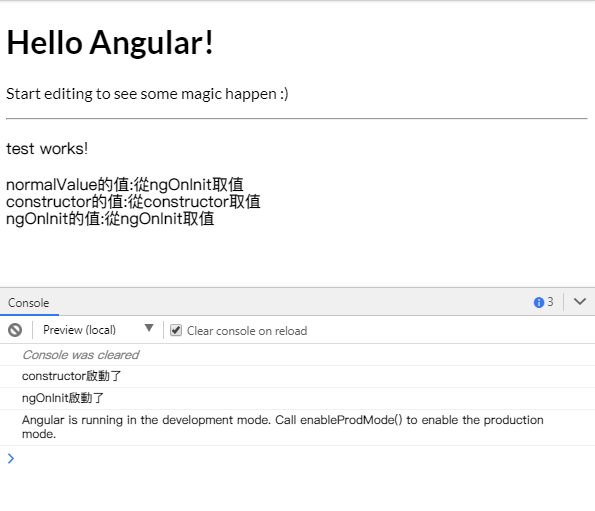 Hello Angular!
Start editing to see some magic happen :)
test works!
normalValue的值:從ngOnInit取值
constructor的值:從constructor取值
ngOnInit的值:從ngOnInit取值
Console
3
Preview (local)
Clear console on reload
Console was cleared
constructor啟動了
ngOnInit啟動了
Angular is running in the development mode. Call enableProdMode() to enable the production
mode.